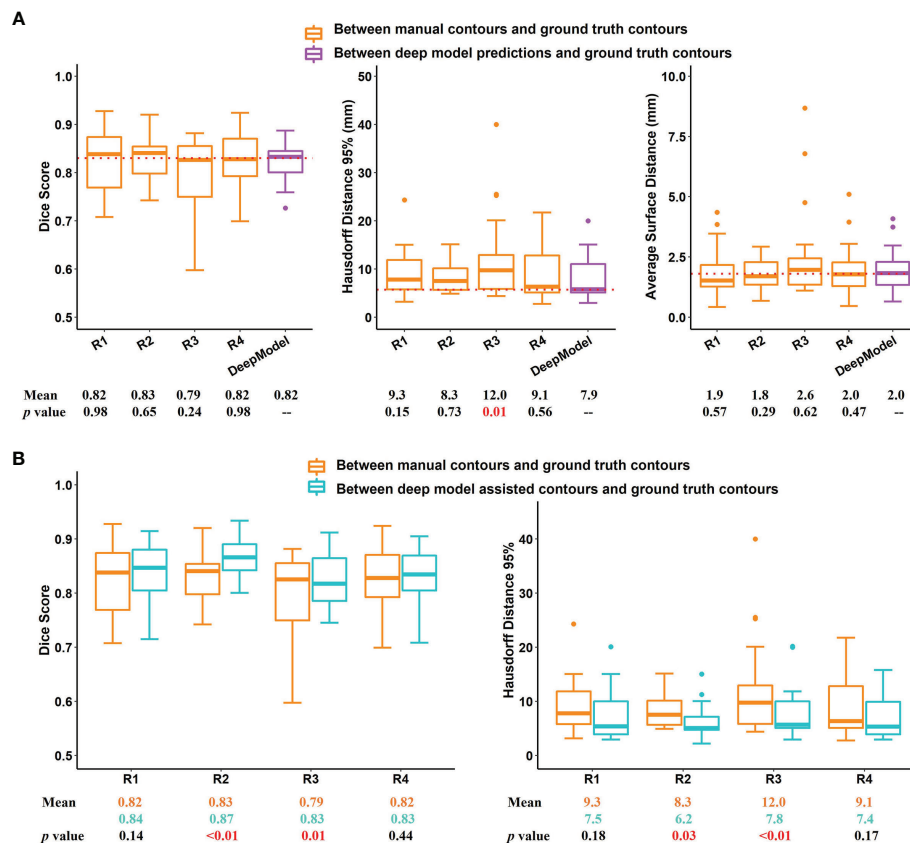 A
Between manual contours and ground truth contours
Between deep model predictions and ground truth contours
Dice Score
1.0
0.9
0.8
0.7
0.6
0.5
R1 R2 R3 R4 DeepModel
Hausdorff Distance 95% (mm)
50
40
30
20
10
0
R1 R2 R3 R4 DeepModel
Average Surface Distance (mm)
10.0
7.5
5.0
2.5
0.0
R1 R2 R3 R4 DeepModel
Mean 0.82 0.83 0.79 0.82 0.82 9.3 8.3 12.0 9.1 7.9 1.9 1.8 2.6 2.0 2.0
p value 0.98 0.65 0.24 0.98 -- 0.15 0.73 0.01 0.56 -- 0.57 0.29 0.62 0.47 --
B
Between manual contours and ground truth contours
Between deep model assisted contours and ground truth contours
Dice Score
1.0
0.9
0.8
0.7
0.6
0.5
R1 R2 R3 R4
Hausdorff Distance 95%
50
40
30
20
10
0
R1 R2 R3 R4
Mean 0.82 0.83 0.79 0.82 9.3 8.3 12.0 9.1
0.84 0.87 0.83 0.83 7.5 6.2 7.8 7.4
p value 0.14 <0.01 0.01 0.44 0.18 0.03 <0.01 0.17